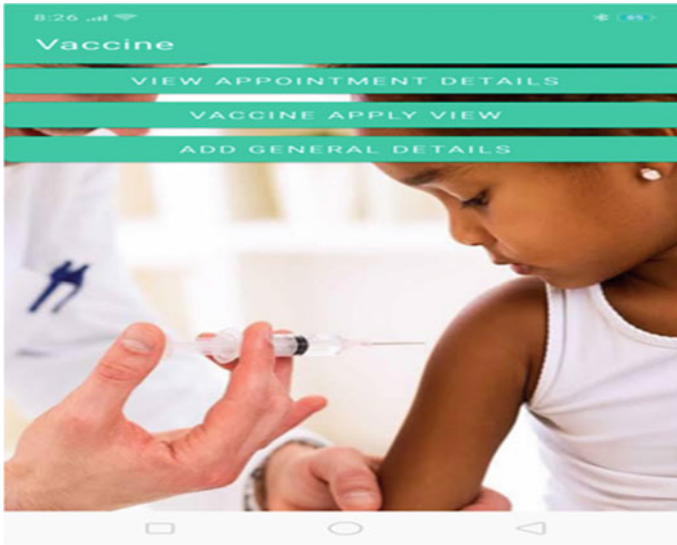 8:26
Vaccine
VIEW APPOINTMENT DETAILS
VACCINE APPLY VIEW
ADD GENERAL DETAILS